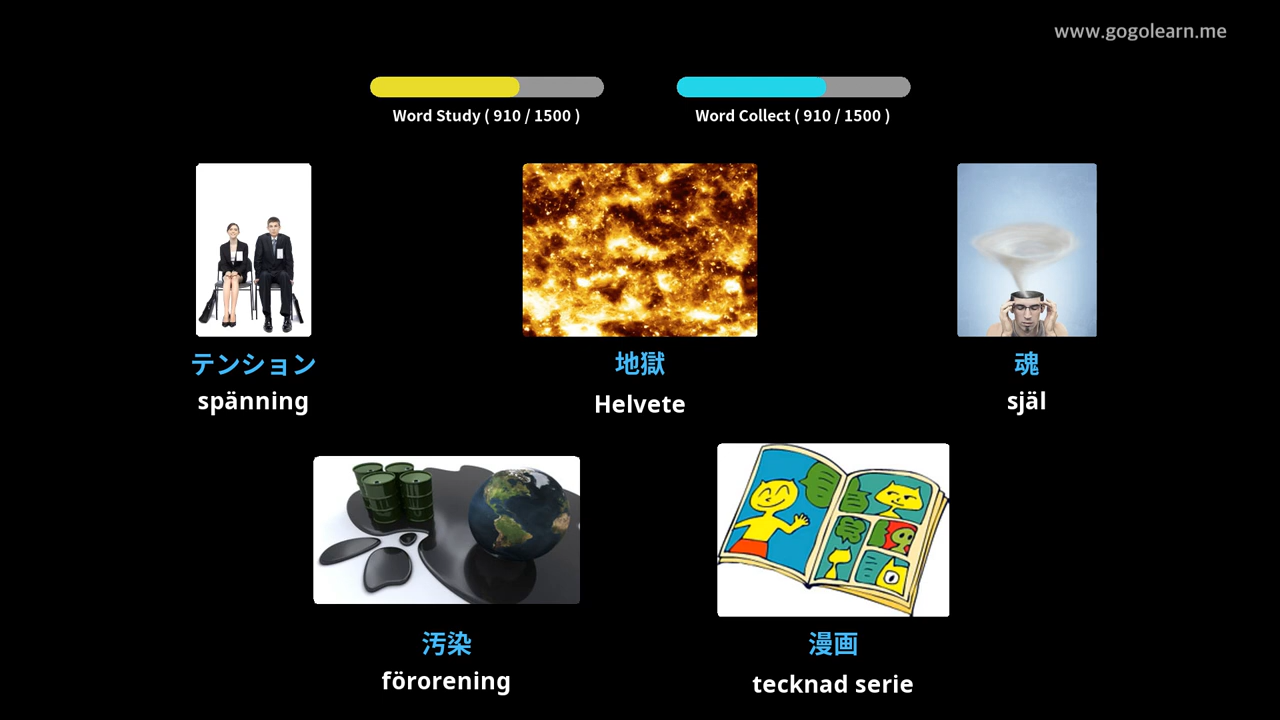 www.gogolearn.me
Word Study ( 910 / 1500 )
Word Collect ( 910 / 1500 )
テンション
spänning
地獄
Helvete
魂
själ
汚染
förorening
漫画
tecknad serie